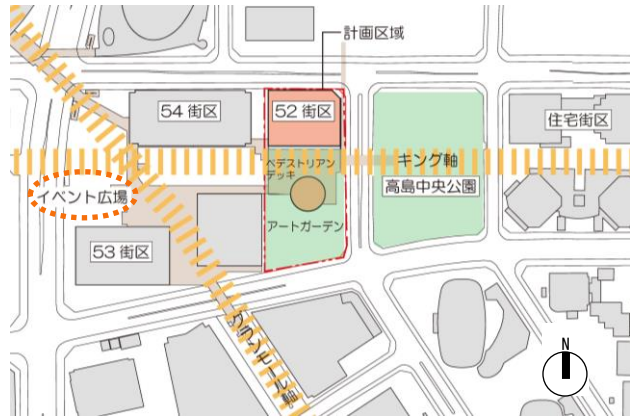 計画区域
54 街区
52 街区
住宅街区
ペデストリアン
デッキ
キング軸
高島中央公園
イベント広場
アートガーデン
53 街区
グランモール軸
N